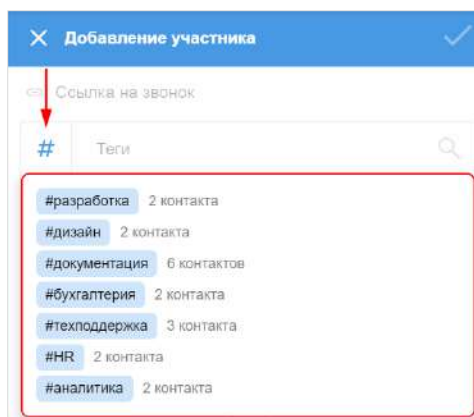 Добавление участника
Ссылка на звонок
# Теги
#разработка 2 контакта
#дизайн 2 контакта
#документация 6 контактов
#бухгалтерия 2 контакта
#техподдержка 3 контакта
#HR 2 контакта
#аналитика 2 контакта